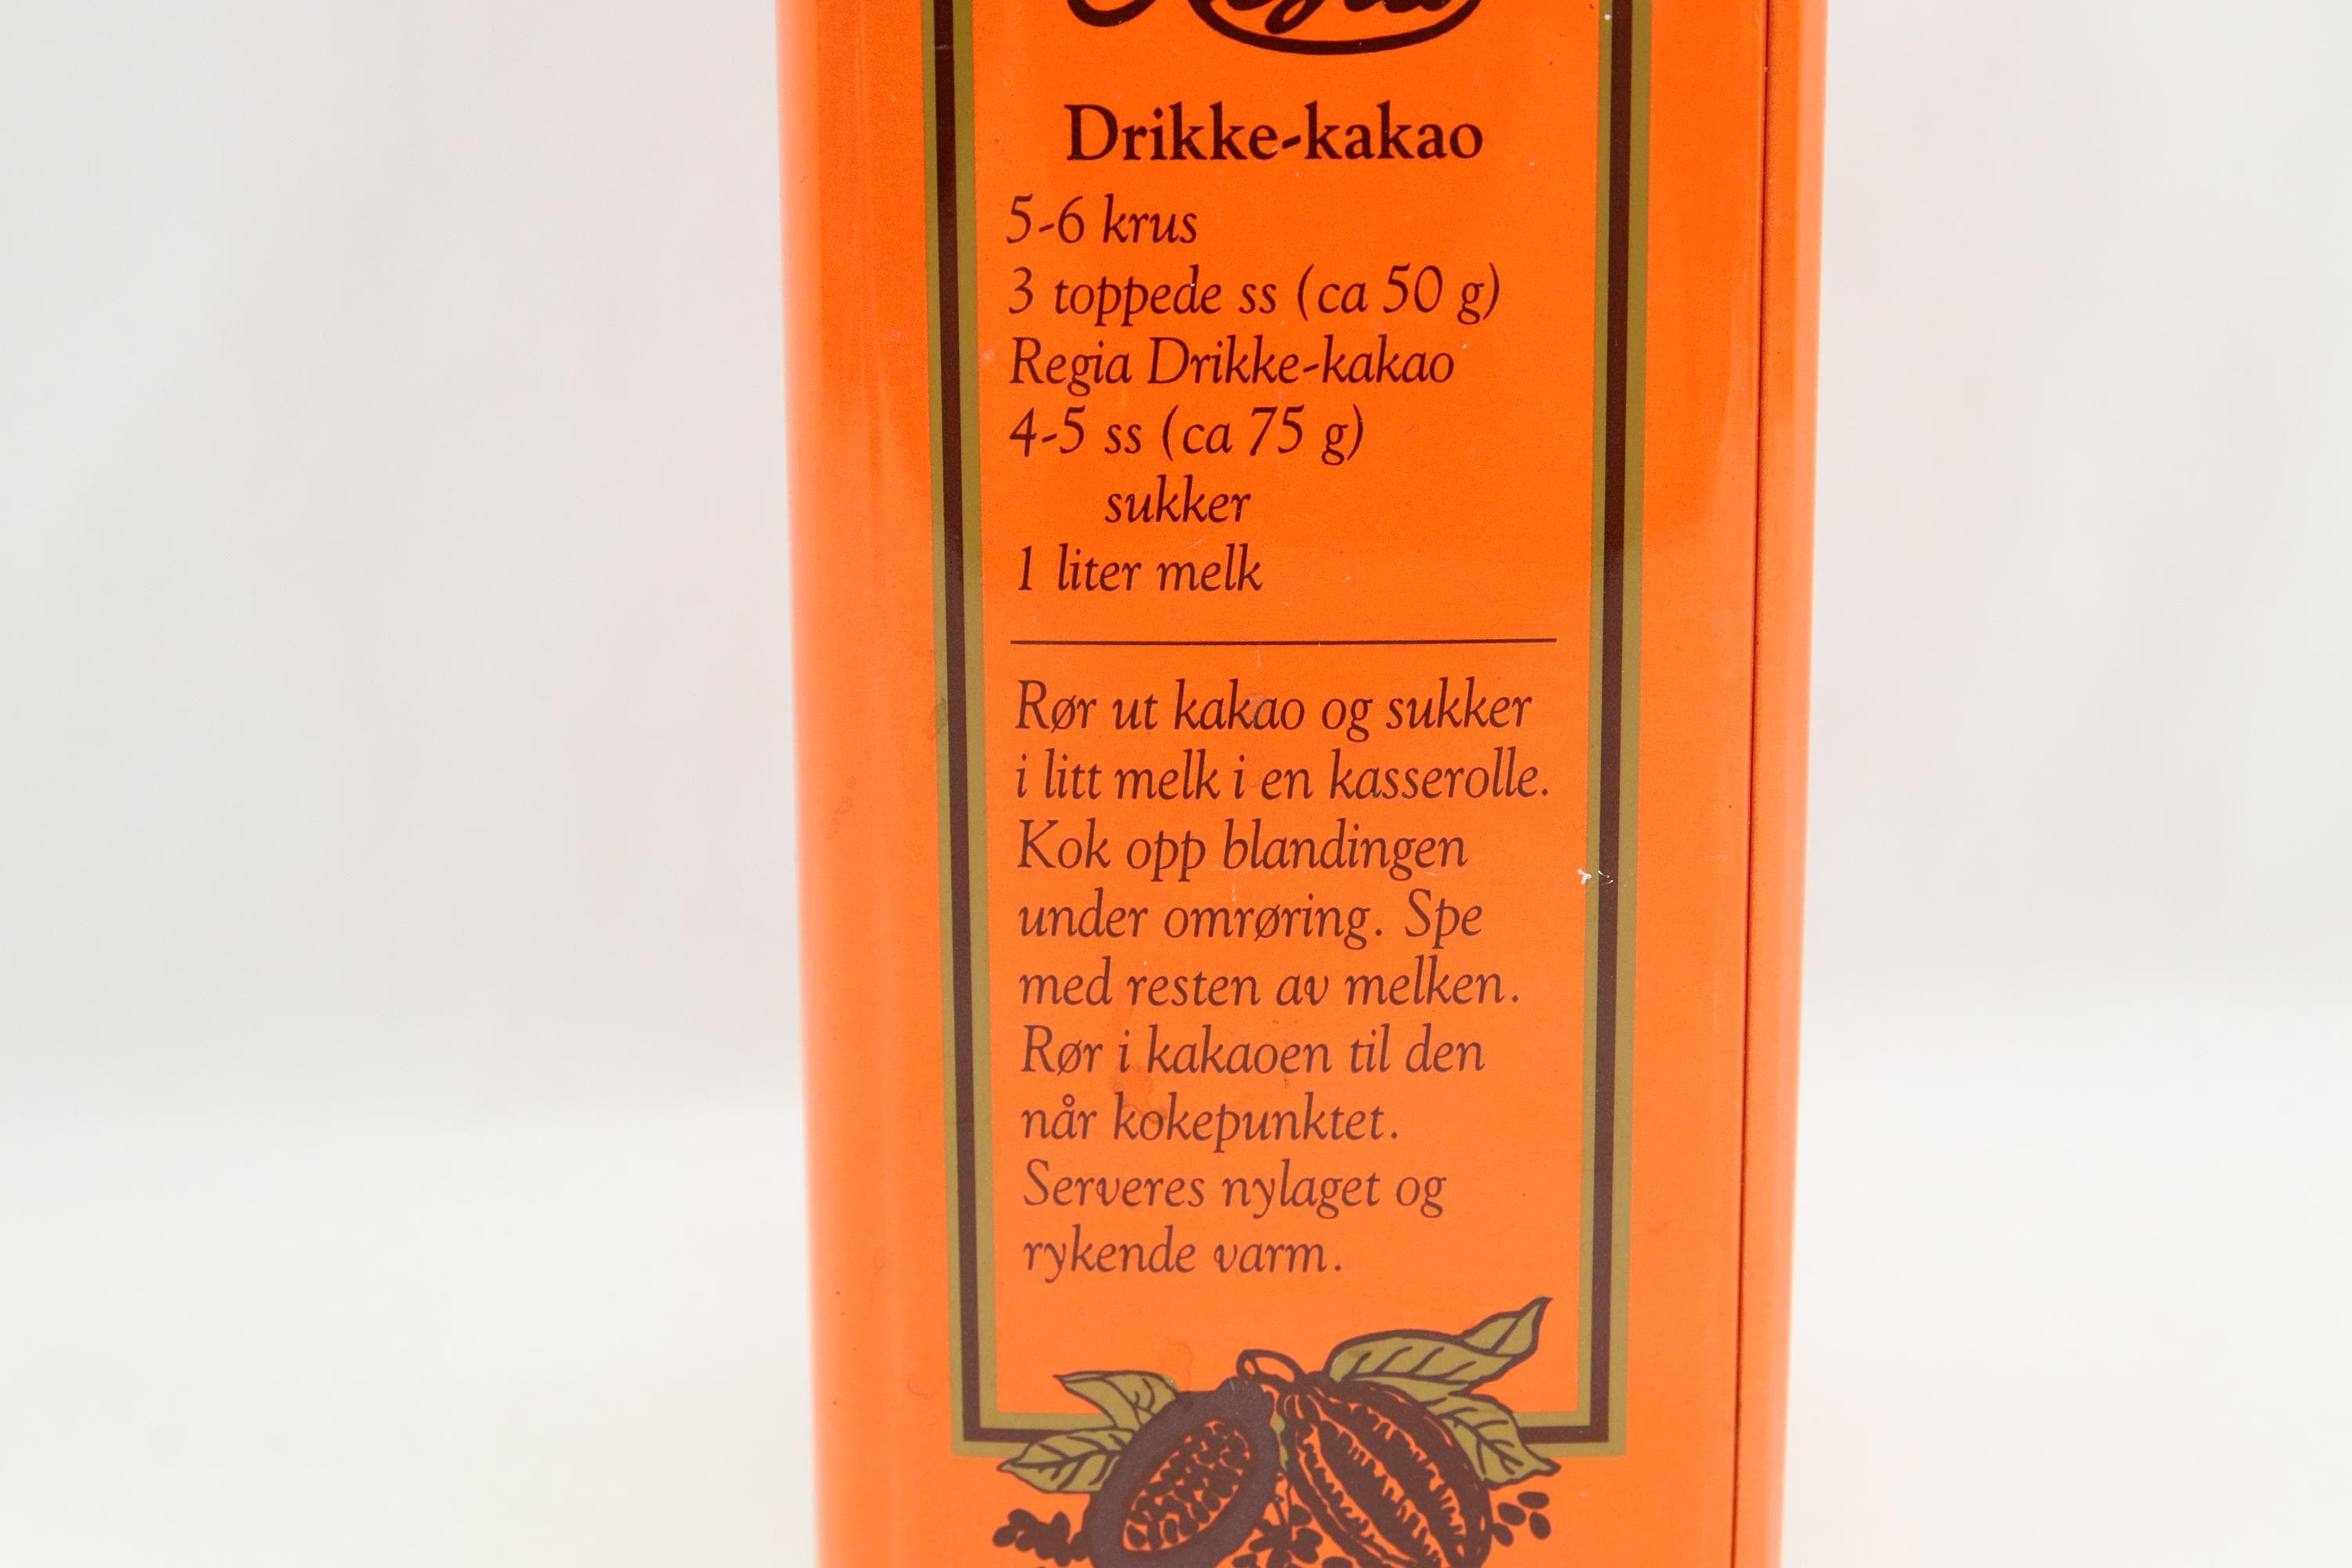 Regia
Drikke-kakao
5-6 krus
3 toppede ss (ca 50 g)
Regia Drikke-kakao
4-5 ss (ca 75 g)
sukker
1 liter melk
Rør ut kakao og sukker
i litt melk i en kasserolle.
Kok opp blandingen
under omrøring. Spe
med resten av melken.
Rør i kakaoen til den
når kokepunktet.
Serveres nylaget og
rykende varm.